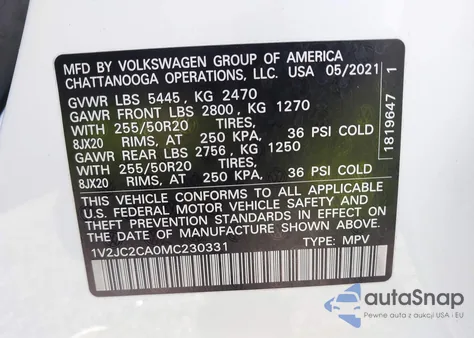 MFD BY VOLKSWAGEN GROUP OF AMERICA
CHATTANOOGA OPERATIONS, LLC. USA 05/2021
GVWR LBS 5445, KG 2470
GAWR FRONT LBS 2800, KG 1270
WITH 255/50R20 TIRES,
8JX20 RIMS, AT 250 KPA, 36 PSI COLD
GAWR REAR LBS 2756, KG 1250
WITH 255/50R20 TIRES,
8JX20 RIMS, AT 250 KPA, 36 PSI COLD
THIS VEHICLE CONFORMS TO ALL APPLICABLE
U.S. FEDERAL MOTOR VEHICLE SAFETY AND
THEFT PREVENTION STANDARDS IN EFFECT ON
THE DATE OF MANUFACTURE SHOWN ABOVE.
1V2JC2CA0MC230331 TYPE: MPV
1819647 1
autoSnap
Pewne auta z aukcji USA i EU